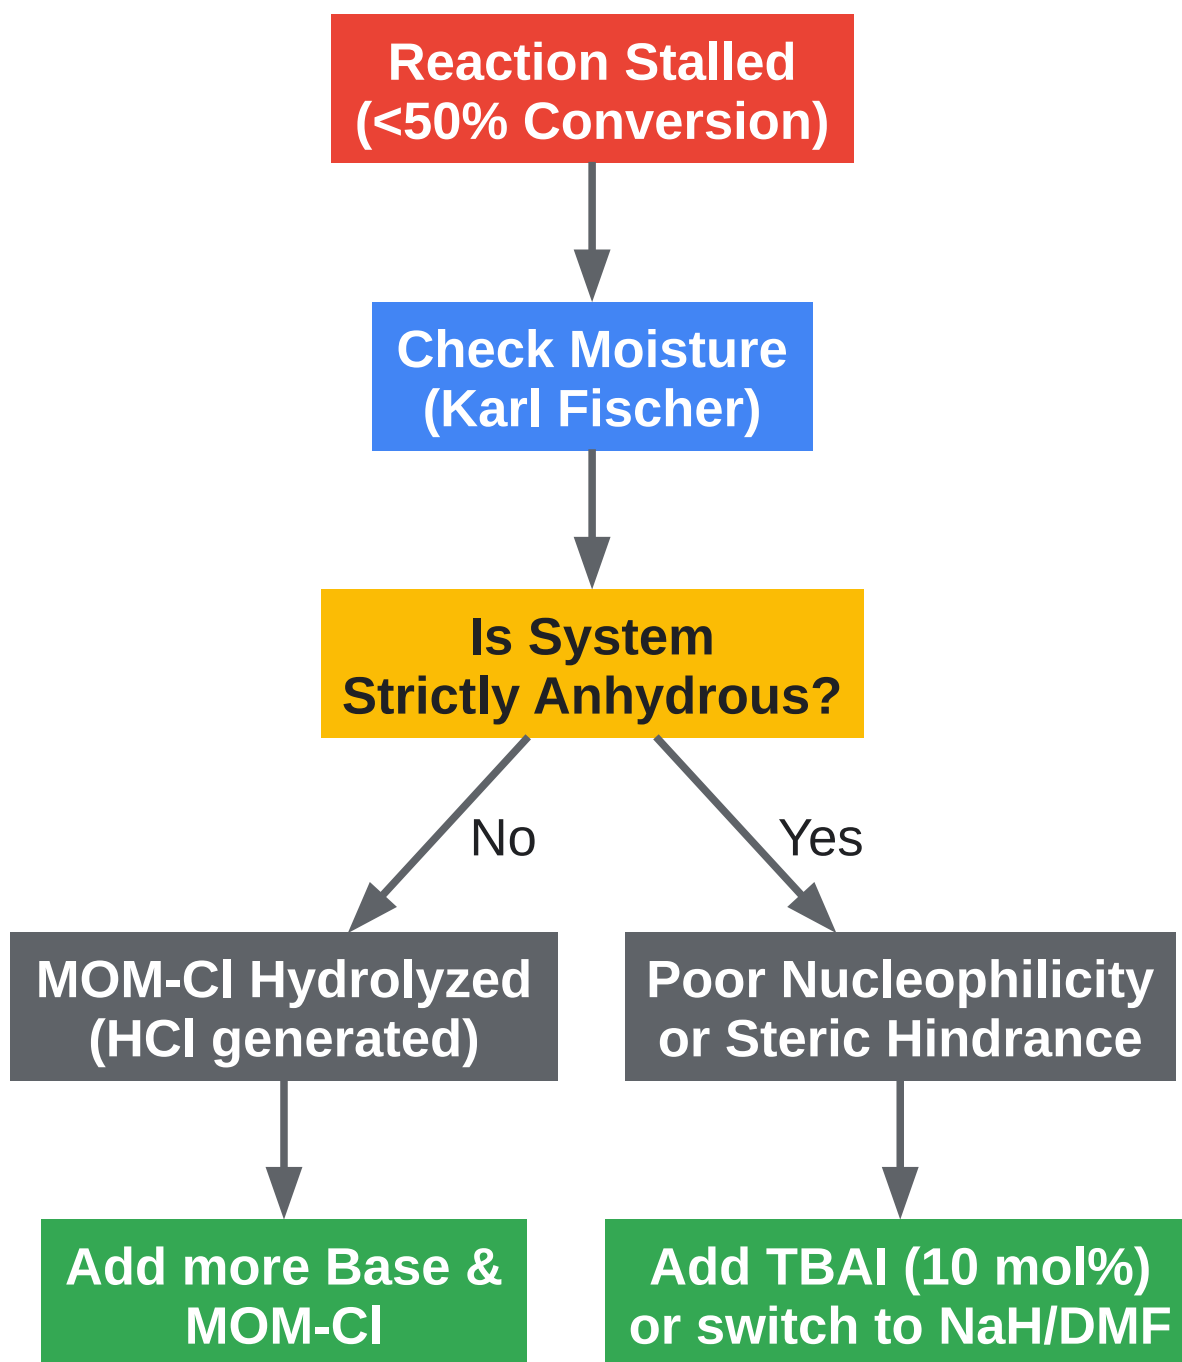 Reaction Stalled
(<50% Conversion)
Check Moisture
(Karl Fischer)
Is System
Strictly Anhydrous?
No
Yes
MOM-Cl Hydrolyzed
(HCl generated)
Poor Nucleophilicity
or Steric Hindrance
Add more Base &
MOM-Cl
Add TBAI (10 mol%)
or switch to NaH/DMF